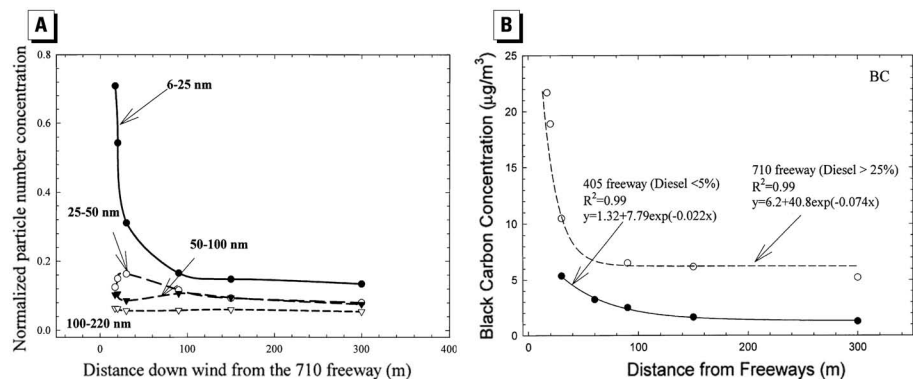 A
Normalized particle number concentration
0.8
0.6
0.4
0.2
0.0
6-25 nm
25-50 nm
50-100 nm
100-220 nm
0
100
200
300
400
Distance down wind from the 710 freeway (m)
B
Black Carbon Concentration (μg/m³)
25
20
15
10
5
0
BC
405 freeway (Diesel <5%)
R²=0.99
y=1.32+7.79exp(-0.022x)
710 freeway (Diesel > 25%)
R²=0.99
y=6.2+40.8exp(-0.074x)
0
50
100
150
200
250
300
Distance from Freeways (m)